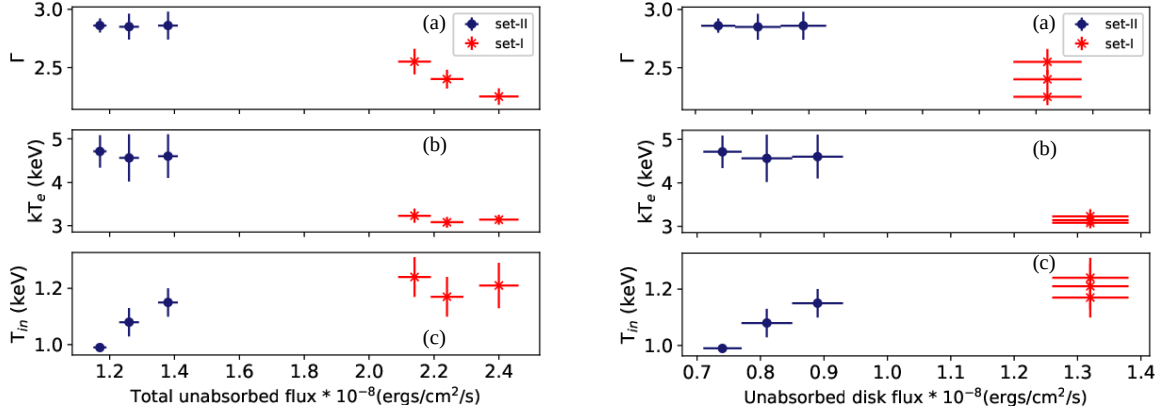 3.0
2.5
Γ
(a)
set-II
set-I
5
4
3
kT_e (keV)
(b)
1.2
1.0
T_in (keV)
(c)
1.2 1.4 1.6 1.8 2.0 2.2 2.4
Total unabsorbed flux * 10⁻⁸(ergs/cm²/s)
3.0
2.5
Γ
(a)
set-II
set-I
5
4
3
kT_e (keV)
(b)
1.2
1.0
T_in (keV)
(c)
0.7 0.8 0.9 1.0 1.1 1.2 1.3 1.4
Unabsorbed disk flux * 10⁻⁸(ergs/cm²/s)